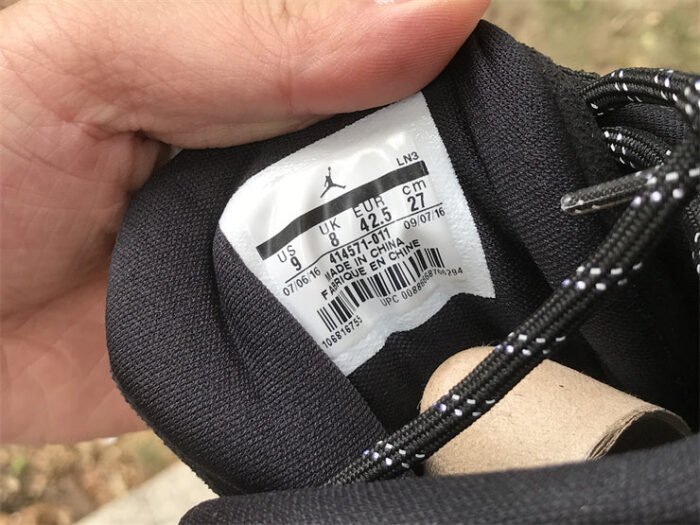 LN3
US UK EUR cm
9 8 42.5 27
07/06/16 414571-011 09/07/16
MADE IN CHINA
FABRIQUE EN CHINE
UPC